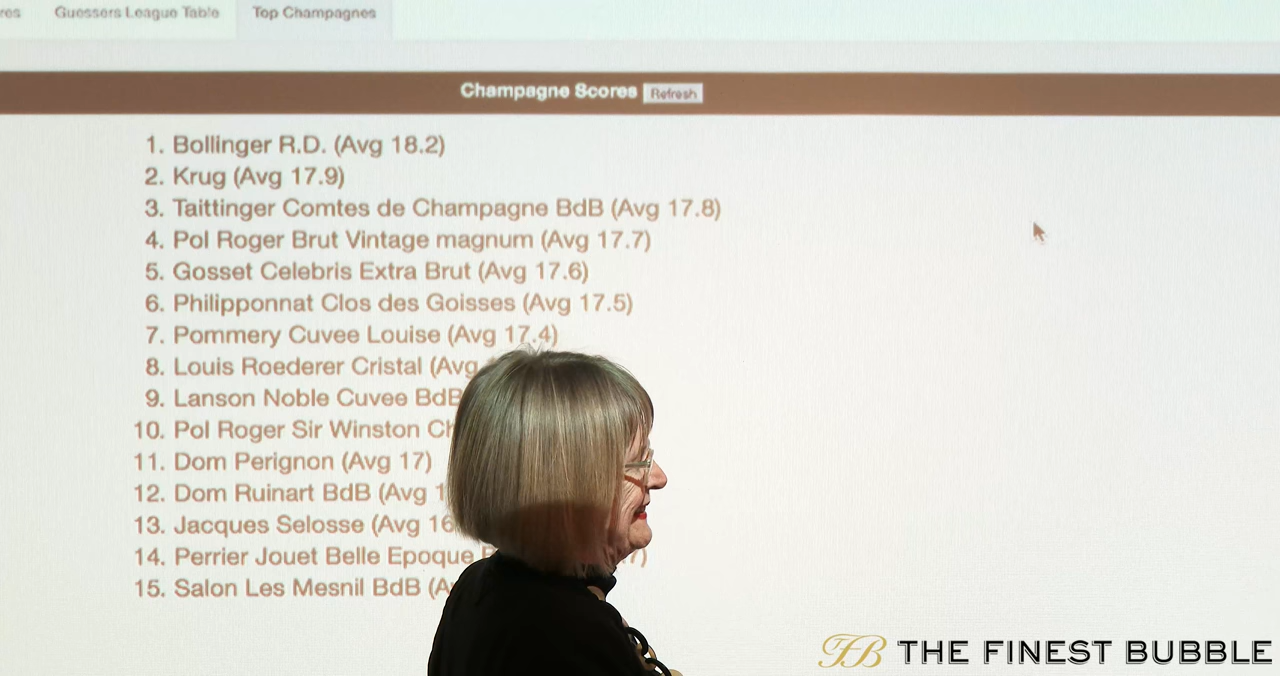 res Guessers League Table Top Champagnes
Champagne Scores Refresh
1. Bollinger R.D. (Avg 18.2)
2. Krug (Avg 17.9)
3. Taittinger Comtes de Champagne BdB (Avg 17.8)
4. Pol Roger Brut Vintage magnum (Avg 17.7)
5. Gosset Celebris Extra Brut (Avg 17.6)
6. Philipponnat Clos des Goisses (Avg 17.5)
7. Pommery Cuvee Louise (Avg 17.4)
8. Louis Roederer Cristal (Avg
9. Lanson Noble Cuvee BdB
10. Pol Roger Sir Winston
11. Dom Perignon (Avg 17)
12. Dom Ruinart BdB (Avg
13. Jacques Selosse (Avg 16
14. Perrier Jouet Belle Epoque
15. Salon Les Mesnil BdB
TFB THE FINEST BUBBLE